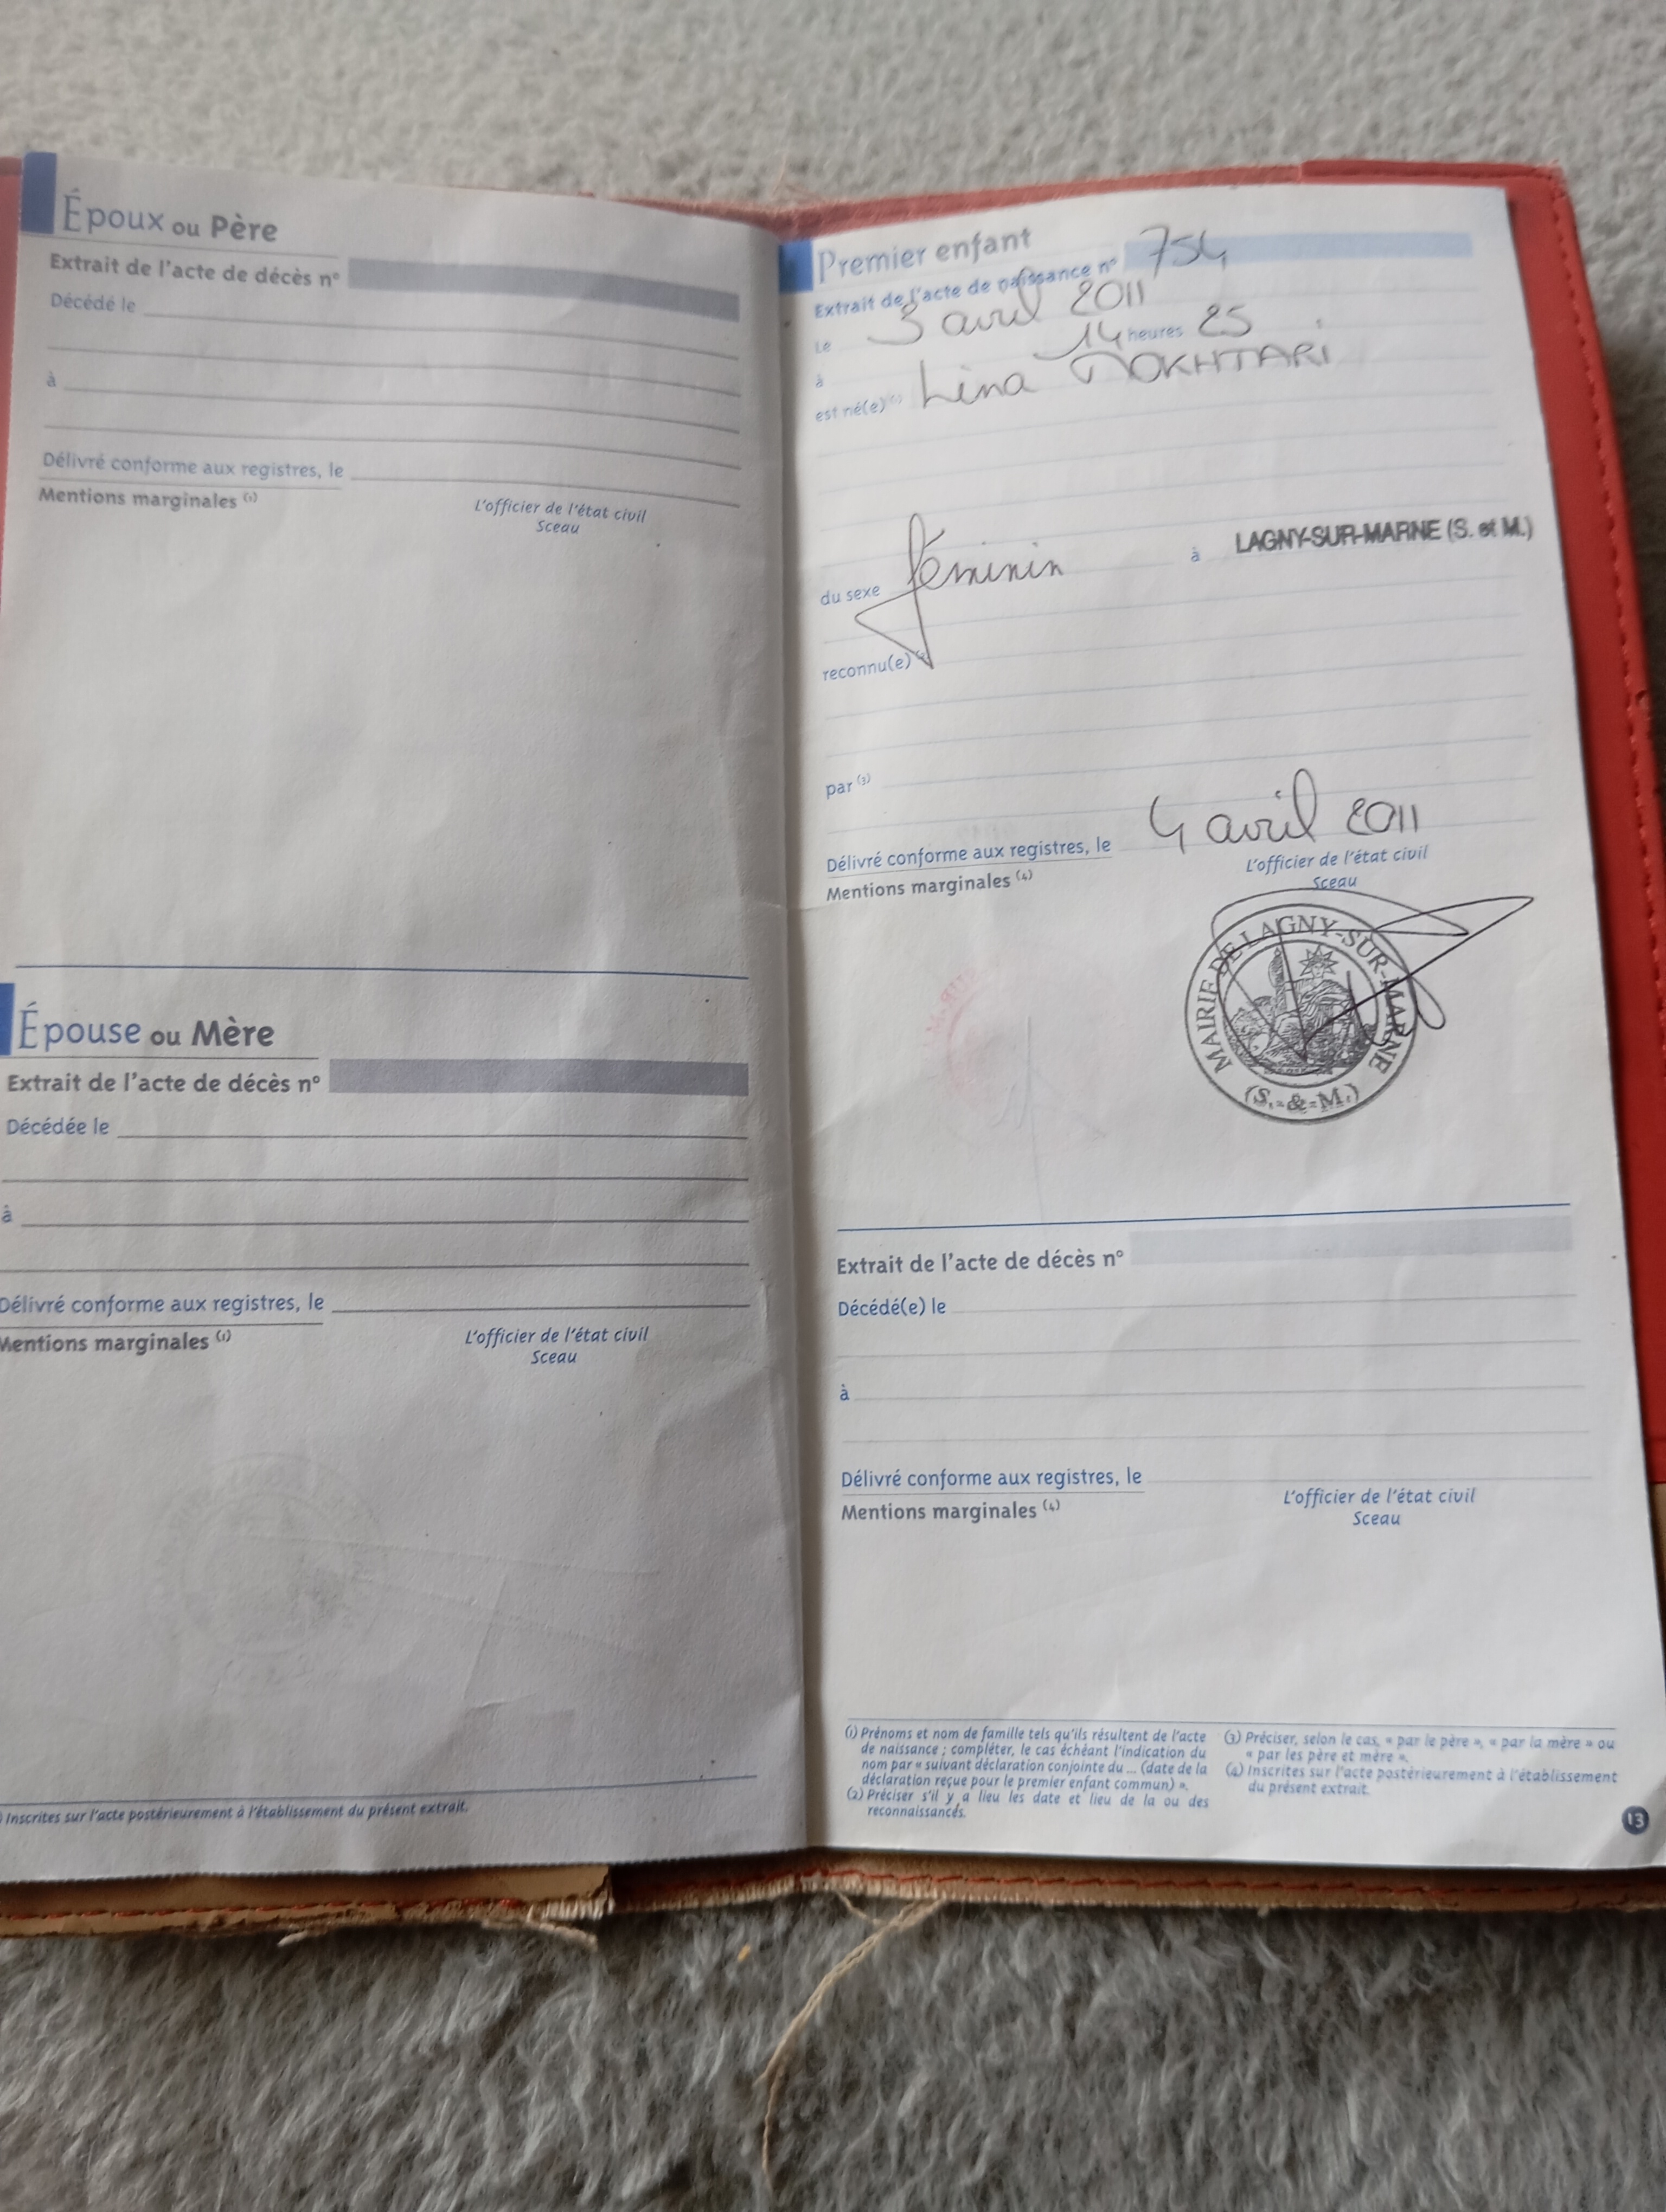 Époux ou Père
Extrait de l'acte de décès n°
Décédé le
à
Délivré conforme aux registres, le
Mentions marginales (1)
L'officier de l'état civil
Sceau
Épouse ou Mère
Extrait de l'acte de décès n°
Décédée le
à
Délivré conforme aux registres, le
Mentions marginales (1)
L'officier de l'état civil
Sceau
Inscrites sur l'acte postérieurement à l'établissement du présent extrait.
Premier enfant
Extrait de l'acte de naissance n° 754
Le 3 avril 2011
à 14 heures 25
est né(e) (1) Lina MOKHTARI
du sexe féminin à LAGNY-SUR-MARNE (S. et M.)
reconnu(e)
par (3)
Délivré conforme aux registres, le 4 avril 2011
Mentions marginales (4)
L'officier de l'état civil
Sceau
MAIRIE DE LAGNY-SUR-MARNE
(S.-&-M.)
Extrait de l'acte de décès n°
Décédé(e) le
à
Délivré conforme aux registres, le
Mentions marginales (4)
L'officier de l'état civil
Sceau
(1) Prénoms et nom de famille tels qu'ils résultent de l'acte
de naissance ; compléter, le cas échéant l'indication du
nom par « suivant déclaration conjointe du ... (date de la
déclaration reçue pour le premier enfant commun) ».
(2) Préciser s'il y a lieu les date et lieu de la ou des
reconnaissances.
(3) Préciser, selon le cas, « par le père », « par la mère » ou
« par les père et mère ».
(4) Inscrites sur l'acte postérieurement à l'établissement
du présent extrait.
13